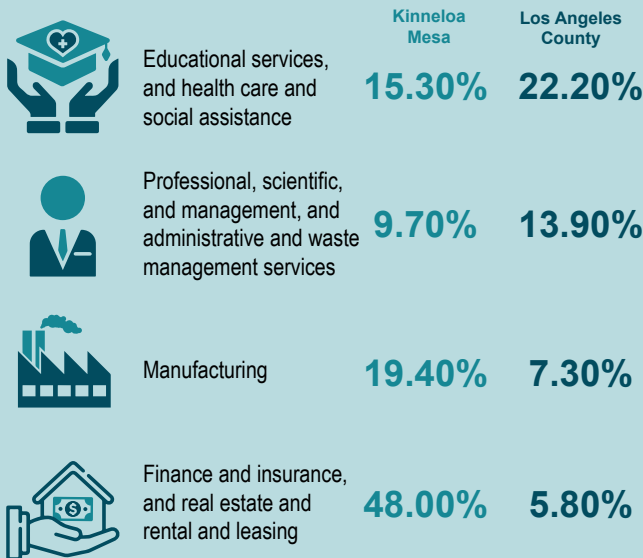 Kinneloa
Mesa
Los Angeles
County
Educational services,
and health care and
social assistance
15.30%
22.20%
Professional, scientific,
and management, and
administrative and waste
management services
9.70%
13.90%
Manufacturing
19.40%
7.30%
Finance and insurance,
and real estate and
rental and leasing
48.00%
5.80%
$